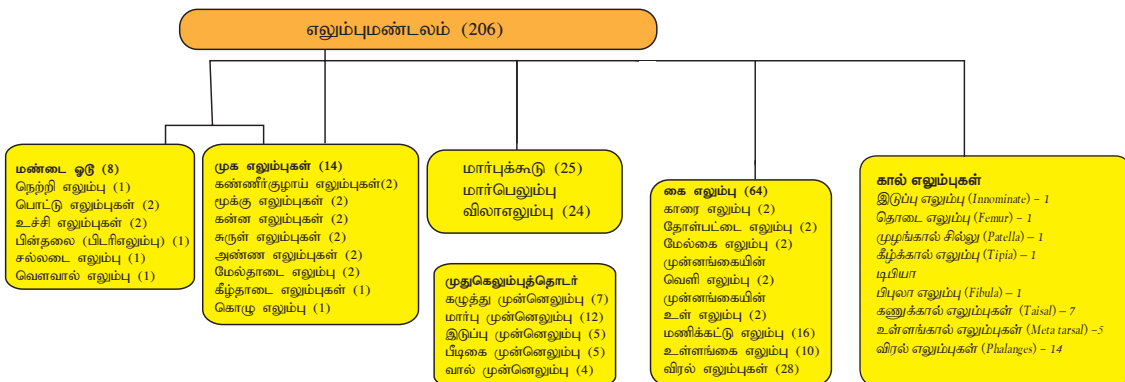 எலும்புமண்டலம் (206)
மண்டை ஓடூ (8)
நெற்றி எலும்பு (1)
பொட்டு எலும்புகள் (2)
உச்சி எலும்புகள் (2)
பின்தலை (பிடரிஎலும்பு) (1)
சல்லடை எலும்பு (1)
வெளவால் எலும்பு (1)
முக எலும்புகள் (14)
கண்ணீர்குழாய் எலும்புகள்(2)
மூக்கு எலும்புகள் (2)
கன்ன எலும்புகள் (2)
சுருள் எலும்புகள் (2)
அண்ண எலும்புகள் (2)
மேல்தாடை எலும்புகள் (2)
கீழ்தாடை எலும்புகள் (1)
கொழு எலும்பு (1)
மார்புக்கூடு (25)
மார்பெலும்பு
விலாஎலும்பு (24)
முதுகெலும்புத்தொடர்
கழுத்து முன்னெலும்பு (7)
மார்பு முன்னெலும்பு (12)
இடுப்பு முன்னெலும்பு (5)
பீடிகை முன்னெலும்பு (5)
வால் முன்னெலும்பு (4)
கை எலும்பு (64)
காரை எலும்பு (2)
தோள்பட்டை எலும்பு (2)
மேல்கை எலும்பு (2)
முன்னங்கையின்
வெளி எலும்பு (2)
முன்னங்கையின்
உள் எலும்பு (2)
மணிக்கட்டு எலும்பு (16)
உள்ளங்கை எலும்பு (10)
விரல் எலும்புகள் (28)
கால் எலும்புகள்
இடுப்பு எலும்பு (Innominate) – 1
தொடை எலும்பு (Femur) – 1
முழங்கால் சில்லு (Patella) – 1
கீழ்க்கால் எலும்பு (Tipia) – 1
டிபியா
பிபுலா எலும்பு (Fibula) – 1
கணுக்கால் எலும்புகள் (Taisal) – 7
உள்ளங்கால் எலும்புகள் (Meta tarsal) –5
விரல் எலும்புகள் (Phalanges) – 14